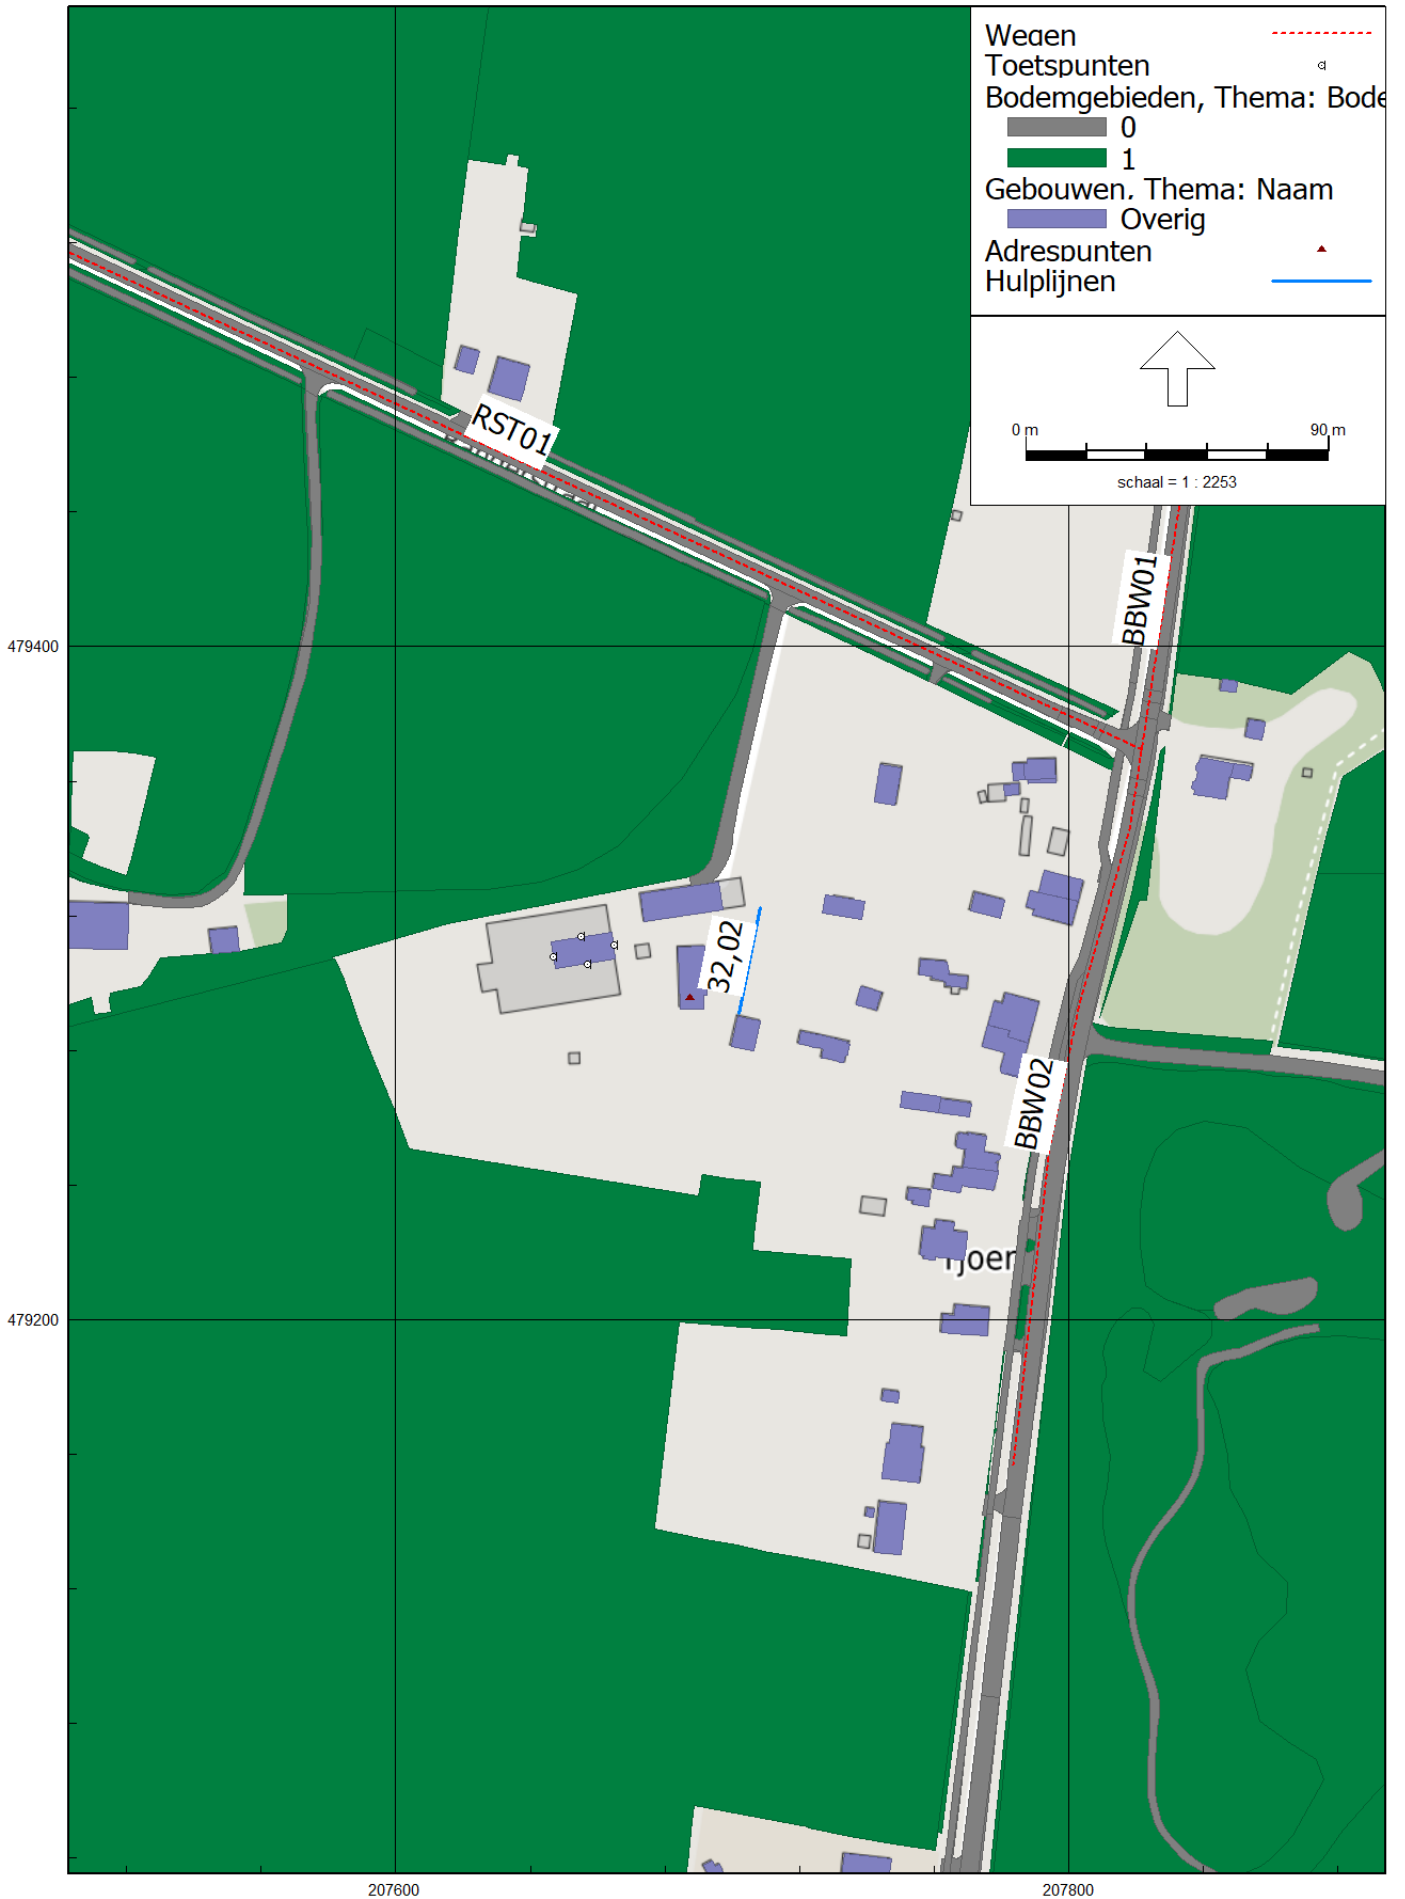 Wegen
Toetspunten
Bodemgebieden, Thema: Bode
0
1
Gebouwen, Thema: Naam
Overig
Adrespunten
Hulplijnen
0 m
90 m
schaal = 1 : 2253
RST01
BBW01
479400
32,02
BBW02
Tjoen
479200
207600
207800